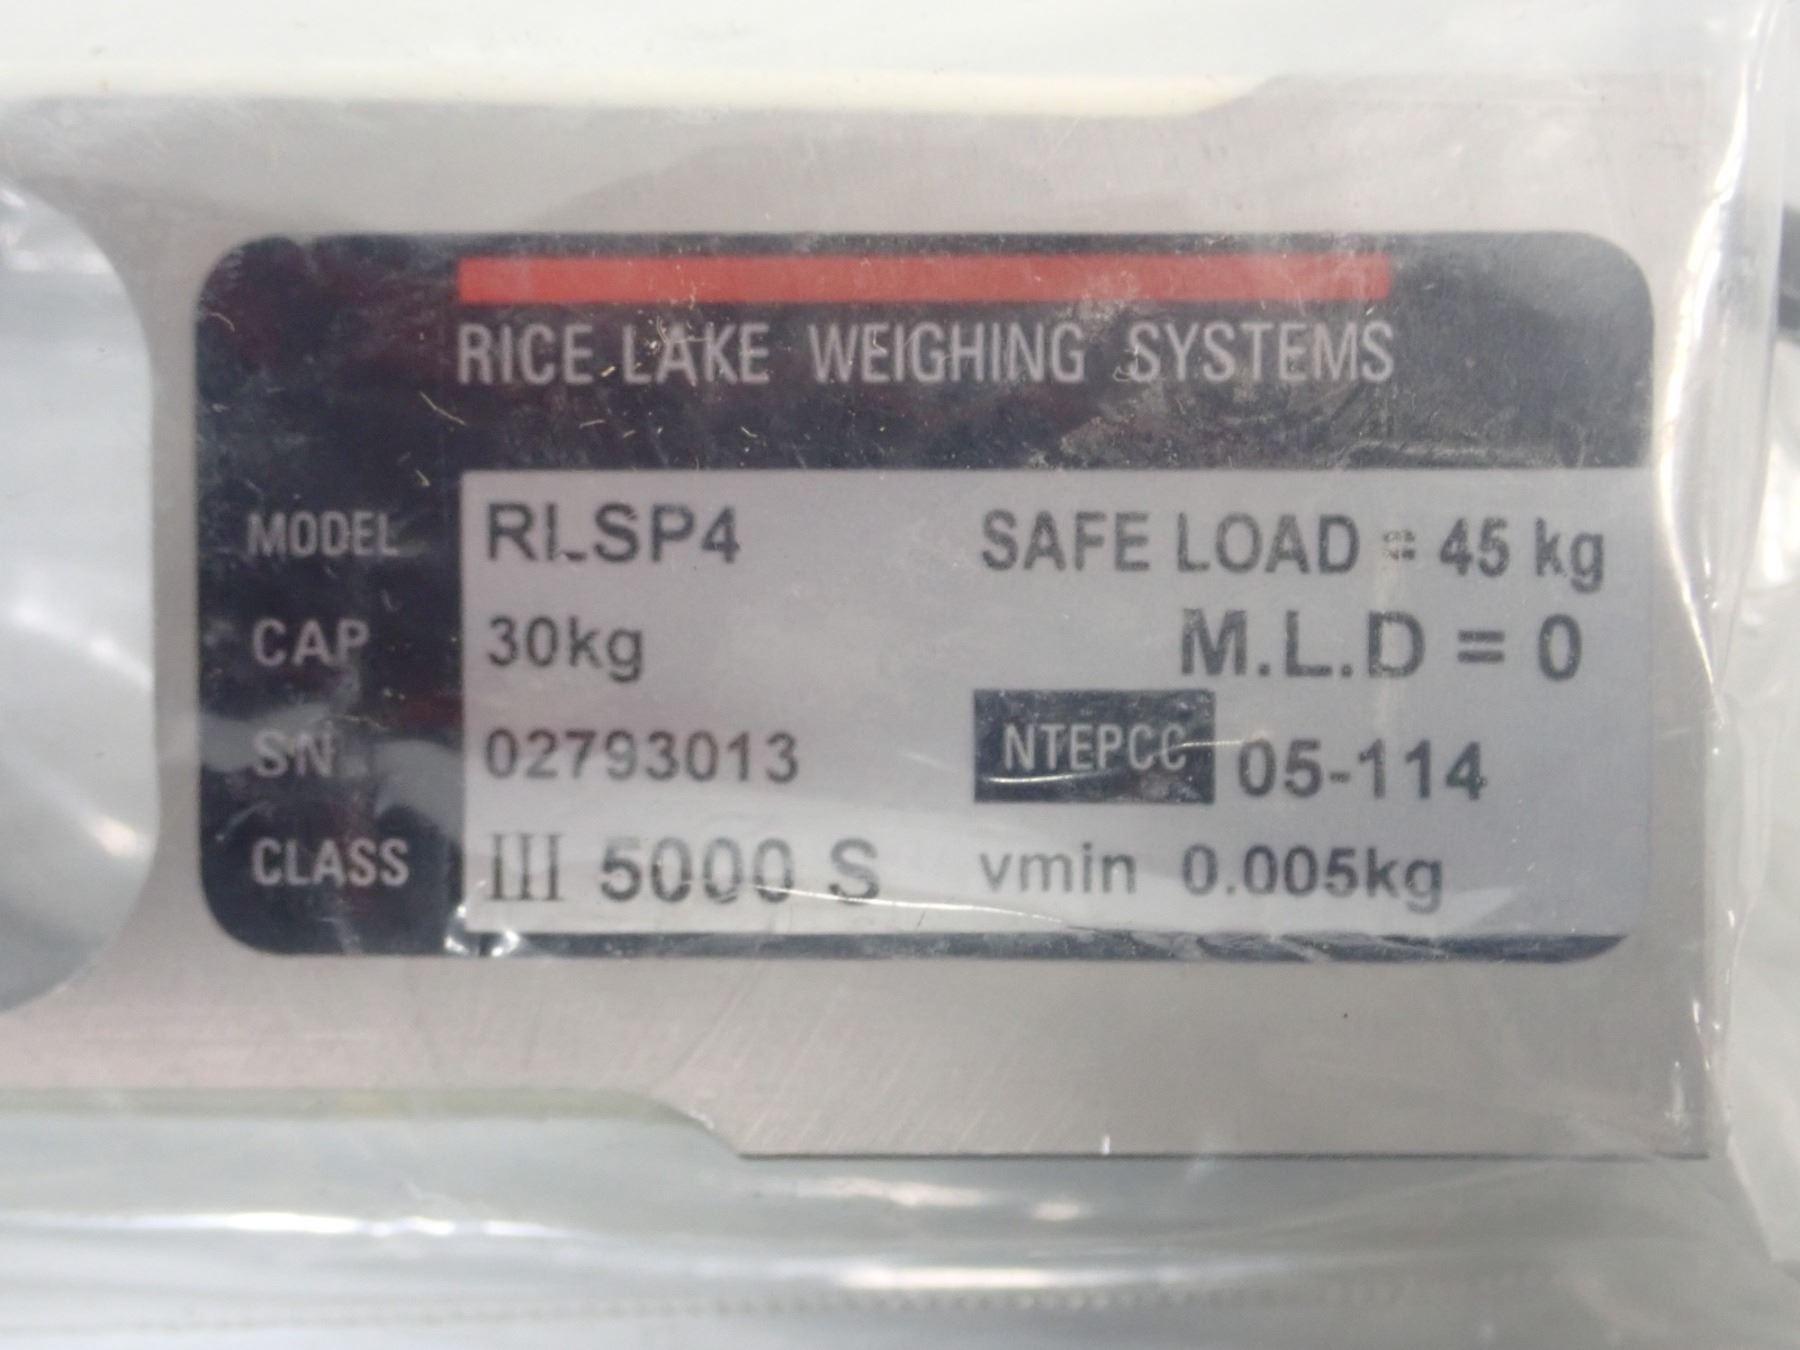 RICE LAKE WEIGHING SYSTEMS
MODEL RLSP4 SAFE LOAD = 45 kg
CAP 30kg M.L.D = 0
SN 02793013 NTEPCC 05-114
CLASS III 5000 S vmin 0.005kg